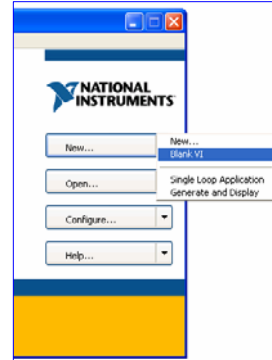 NATIONAL
INSTRUMENTS
New...
New...
Blank VI
Open...
Single Loop Application
Generate and Display
Configure...
Help...